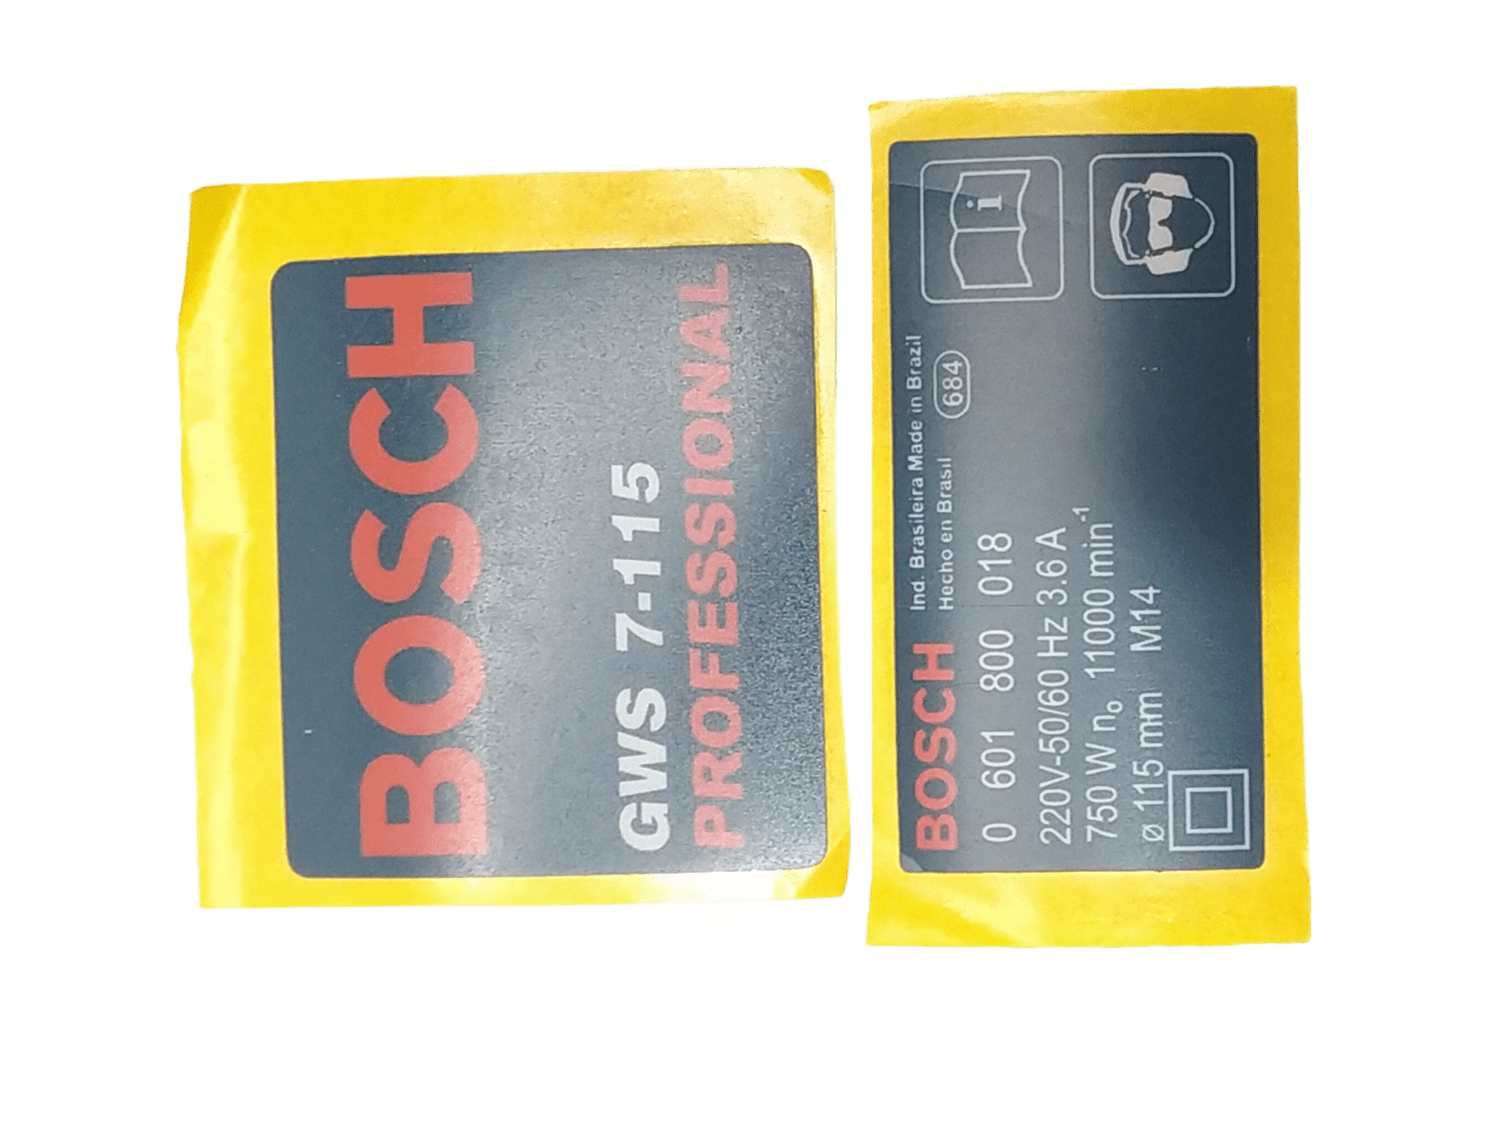 BOSCH
GWS 7-115
PROFESSIONAL
BOSCH
Ind. Brasileira Made in Brazil
Hecho en Brasil 684
0 601 800 018
220V-50/60 Hz 3.6 A
750 W n₀ 11000 min⁻¹
ø 115 mm M14
i